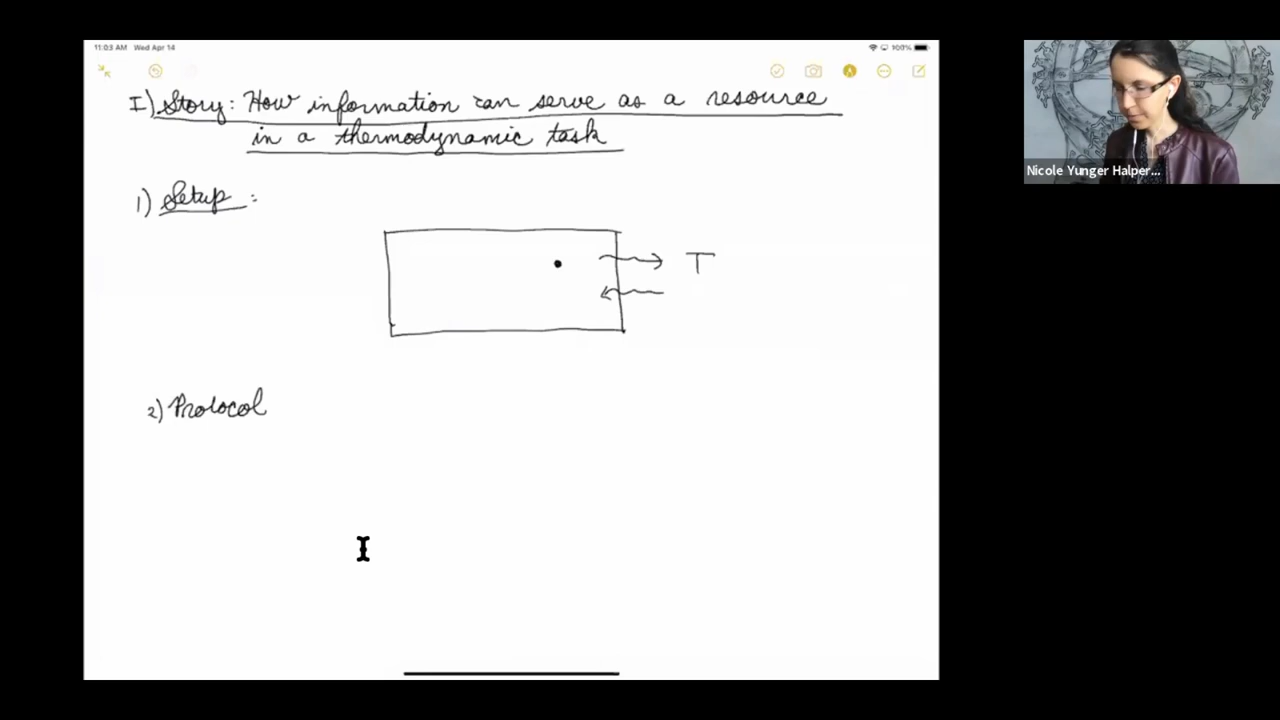 11:03 AM Wed Apr 14
100%
I) Story: How information can serve as a resource
in a thermodynamic task
1) Setup:
T
2) Protocol
Nicole Yunger Halper...